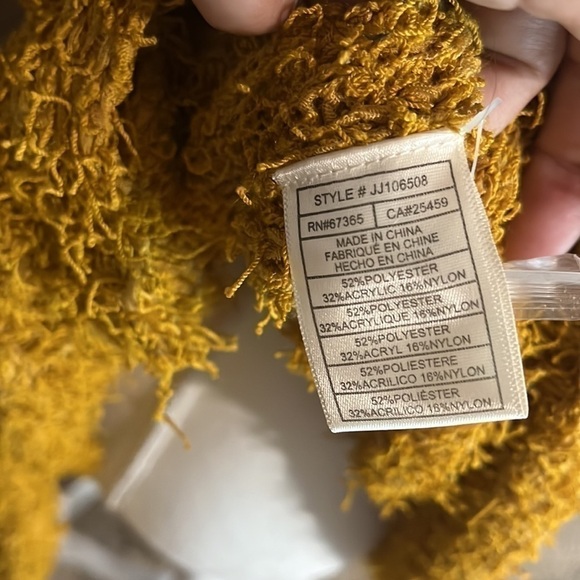 STYLE # JJ106508
RN#67365 CA#25459
MADE IN CHINA
FABRIQUÉ EN CHINE
HECHO EN CHINA
52%POLYESTER
32%ACRYLIC 16%NYLON
52%POLYESTER
32%ACRYLIQUE 16%NYLON
52%POLYESTER
32%ACRYL 16%NYLON
52%POLIESTERE
32%ACRILICO 16%NYLON
52%POLIÉSTER
32%ACRILICO 16%NYLON